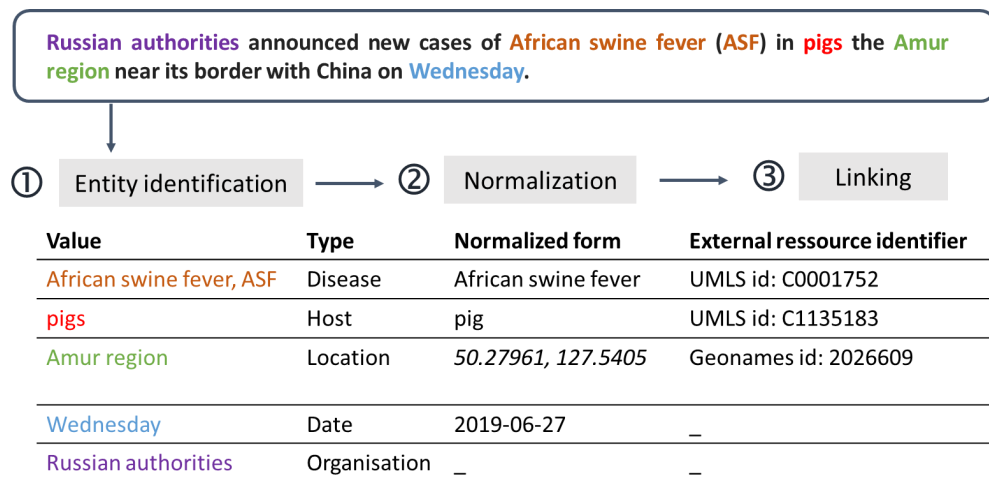 Russian authorities announced new cases of African swine fever (ASF) in pigs the Amur
region near its border with China on Wednesday.
① Entity identification ② Normalization ③ Linking
Value Type Normalized form External ressource identifier
African swine fever, ASF Disease African swine fever UMLS id: C0001752
pigs Host pig UMLS id: C1135183
Amur region Location 50.27961, 127.5405 Geonames id: 2026609
Wednesday Date 2019-06-27 _
Russian authorities Organisation _ _